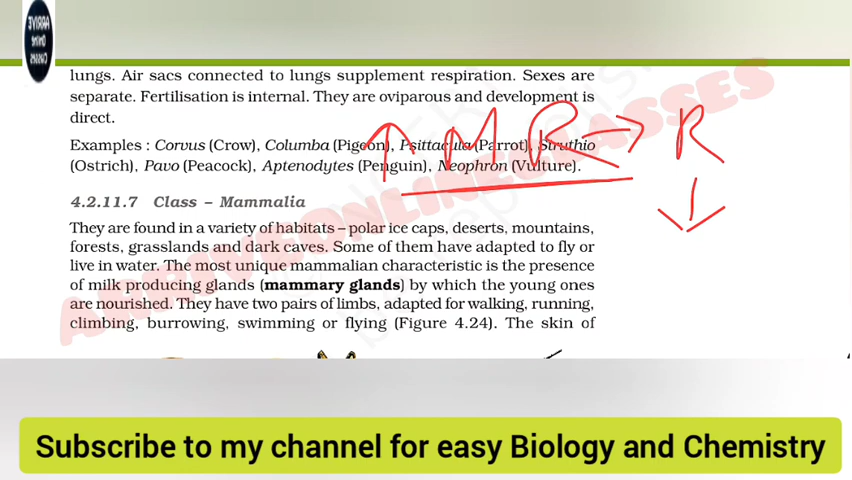 ARRIVE
Online
Classes
lungs. Air sacs connected to lungs supplement respiration. Sexes are
separate. Fertilisation is internal. They are oviparous and development is
direct.
Examples : Corvus (Crow), Columba (Pigeon), Psittacula (Parrot), Struthio
(Ostrich), Pavo (Peacock), Aptenodytes (Penguin), Neophron (Vulture).
↑ M R → R
↓
4.2.11.7 Class – Mammalia
They are found in a variety of habitats – polar ice caps, deserts, mountains,
forests, grasslands and dark caves. Some of them have adapted to fly or
live in water. The most unique mammalian characteristic is the presence
of milk producing glands (mammary glands) by which the young ones
are nourished. They have two pairs of limbs, adapted for walking, running,
climbing, burrowing, swimming or flying (Figure 4.24). The skin of
ARRIVEONLINECLASSES
Subscribe to my channel for easy Biology and Chemistry